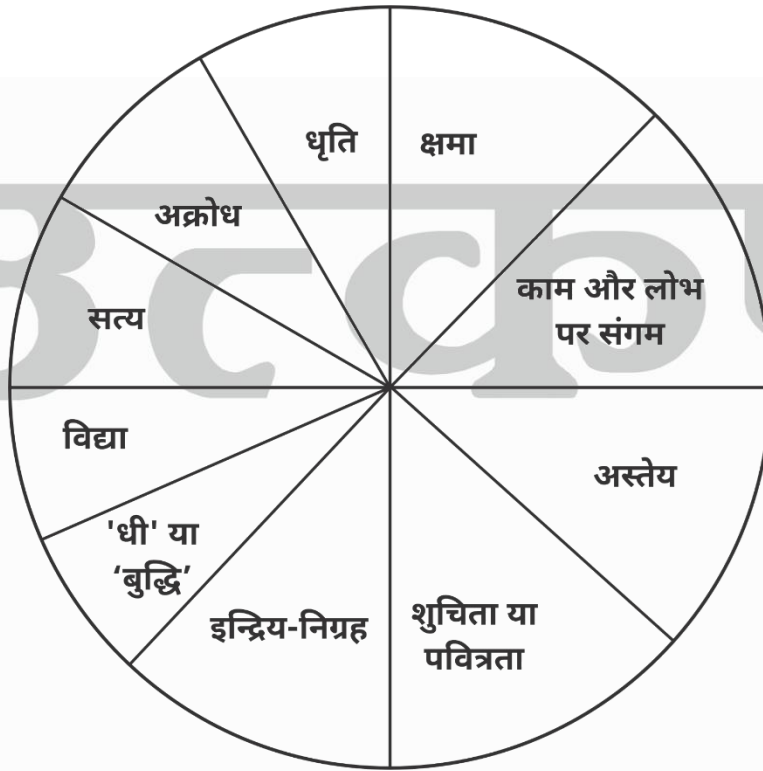 धृति
क्षमा
काम और लोभ
पर संगम
अस्तेय
शुचिता या
पवित्रता
इन्द्रिय-निग्रह
'धी' या
‘बुद्धि’
विद्या
सत्य
अक्रोध